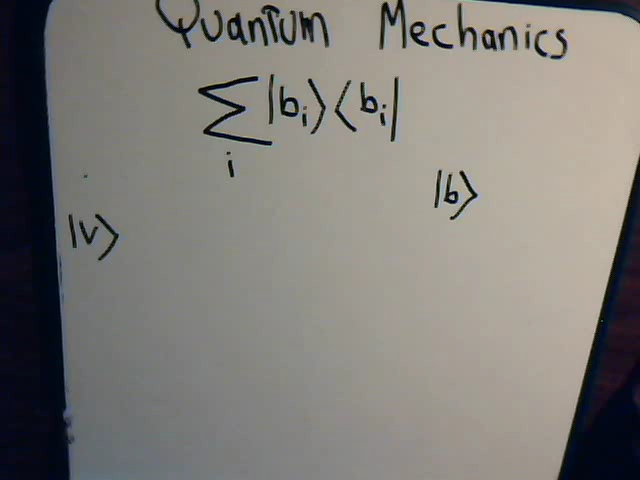 Quantum Mechanics
∑|bᵢ⟩⟨bᵢ|
i
|b⟩
|v⟩